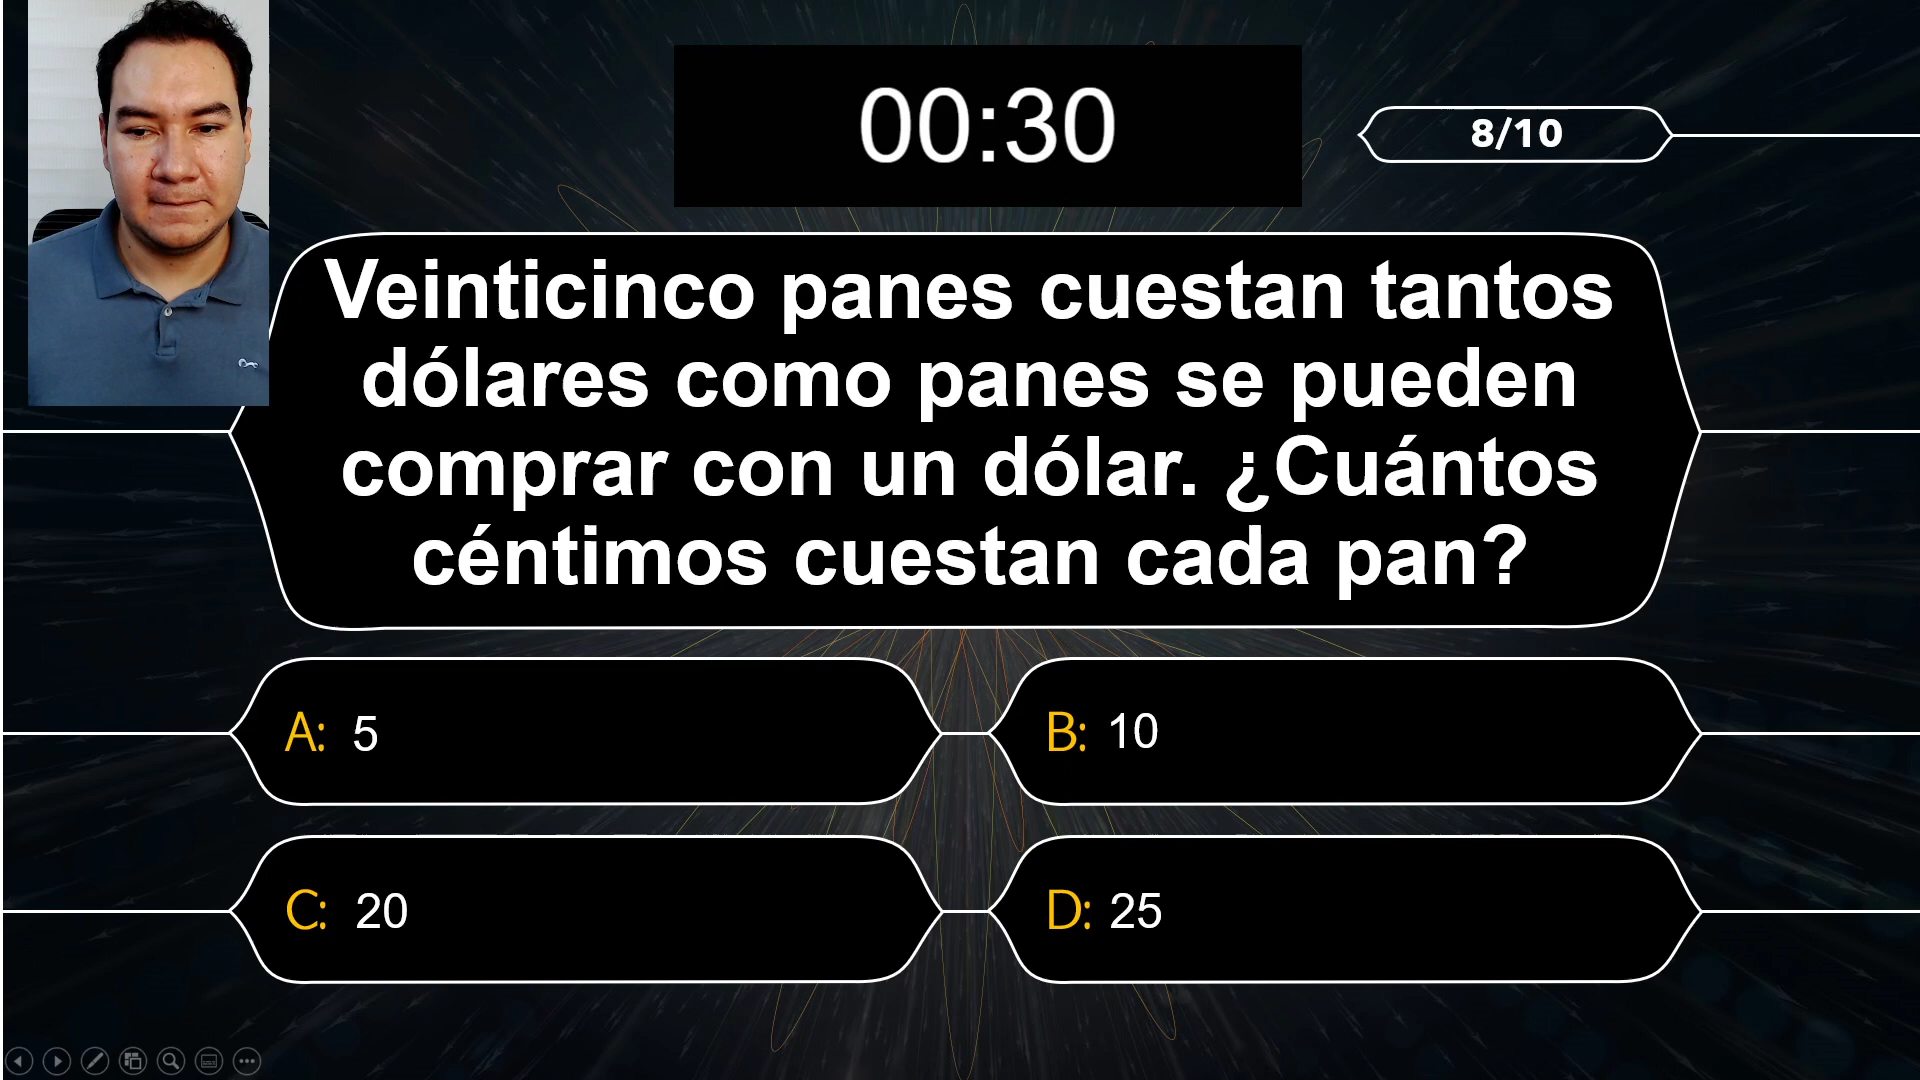 00:30
8/10
Veinticinco panes cuestan tantos
dólares como panes se pueden
comprar con un dólar. ¿Cuántos
céntimos cuestan cada pan?
A: 5
B: 10
C: 20
D: 25